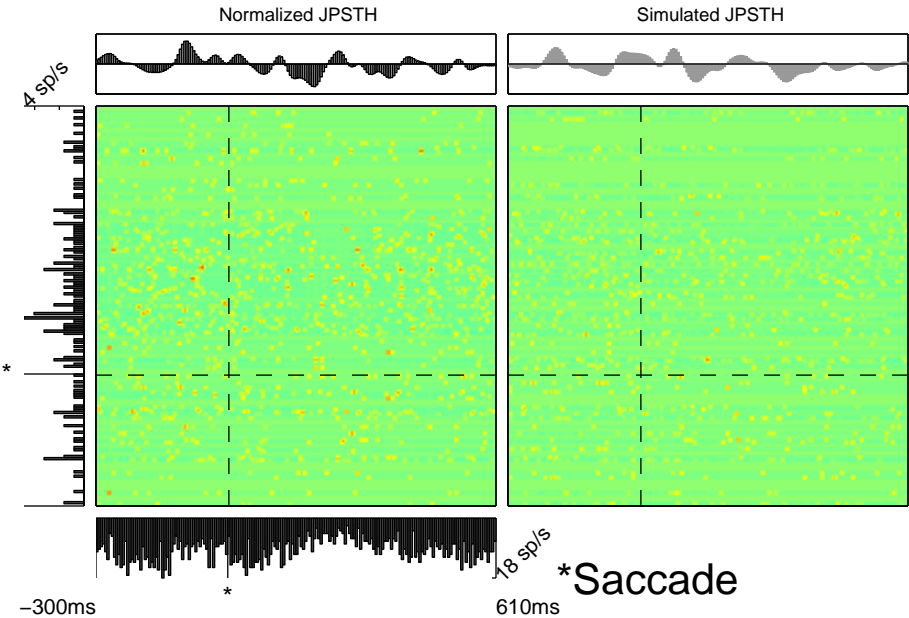 Normalized JPSTH
Simulated JPSTH
4 sp/s
*
18 sp/s
*Saccade
*
−300ms
610ms